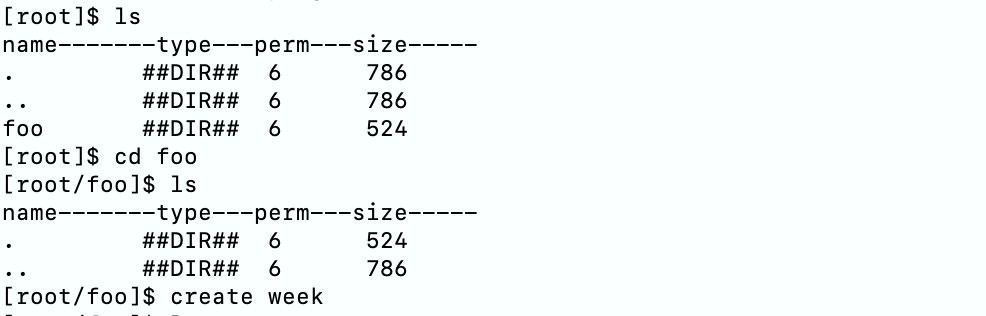 [root]$ ls
name-------type---perm---size-----
.         ##DIR##  6      786
..        ##DIR##  6      786
foo       ##DIR##  6      524
[root]$ cd foo
[root/foo]$ ls
name-------type---perm---size-----
.         ##DIR##  6      524
..        ##DIR##  6      786
[root/foo]$ create week